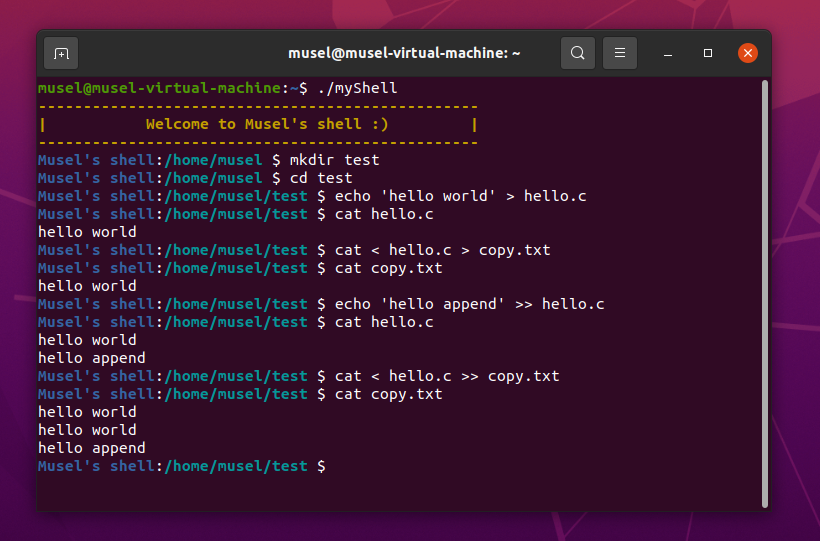 musel@musel-virtual-machine: ~
musel@musel-virtual-machine:~$ ./myShell
-------------------------------------------------
|           Welcome to Musel's shell :)         |
-------------------------------------------------
Musel's shell:/home/musel $ mkdir test
Musel's shell:/home/musel $ cd test
Musel's shell:/home/musel/test $ echo 'hello world' > hello.c
Musel's shell:/home/musel/test $ cat hello.c
hello world
Musel's shell:/home/musel/test $ cat < hello.c > copy.txt
Musel's shell:/home/musel/test $ cat copy.txt
hello world
Musel's shell:/home/musel/test $ echo 'hello append' >> hello.c
Musel's shell:/home/musel/test $ cat hello.c
hello world
hello append
Musel's shell:/home/musel/test $ cat < hello.c >> copy.txt
Musel's shell:/home/musel/test $ cat copy.txt
hello world
hello world
hello append
Musel's shell:/home/musel/test $